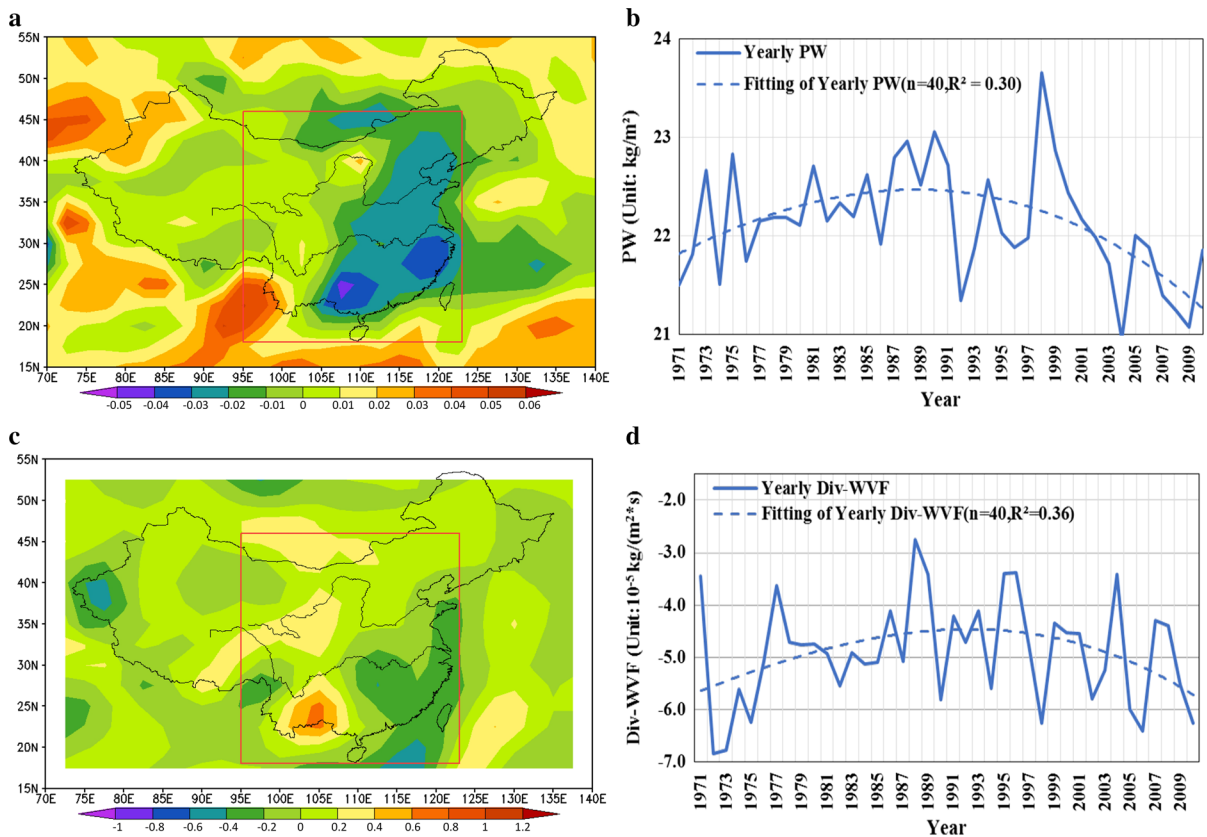 a
55N
50N
45N
40N
35N
30N
25N
20N
15N
70E 75E 80E 85E 90E 95E 100E 105E 110E 115E 120E 125E 130E 135E 140E
-0.05 -0.04 -0.03 -0.02 -0.01 0 0.01 0.02 0.03 0.04 0.05 0.06
b
24
23
22
21
PW (Unit: kg/m²)
Yearly PW
Fitting of Yearly PW(n=40,R² = 0.30)
1971 1973 1975 1977 1979 1981 1983 1985 1987 1989 1991 1993 1995 1997 1999 2001 2003 2005 2007 2009
Year
c
55N
50N
45N
40N
35N
30N
25N
20N
15N
70E 75E 80E 85E 90E 95E 100E 105E 110E 115E 120E 125E 130E 135E 140E
-1 -0.8 -0.6 -0.4 -0.2 0 0.2 0.4 0.6 0.8 1 1.2
d
-2.0
-3.0
-4.0
-5.0
-6.0
-7.0
Div-WVF (Unit:10⁻⁵ kg/(m²*s)
Yearly Div-WVF
Fitting of Yearly Div-WVF(n=40,R²=0.36)
1971 1973 1975 1977 1979 1981 1983 1985 1987 1989 1991 1993 1995 1997 1999 2001 2003 2005 2007 2009
Year